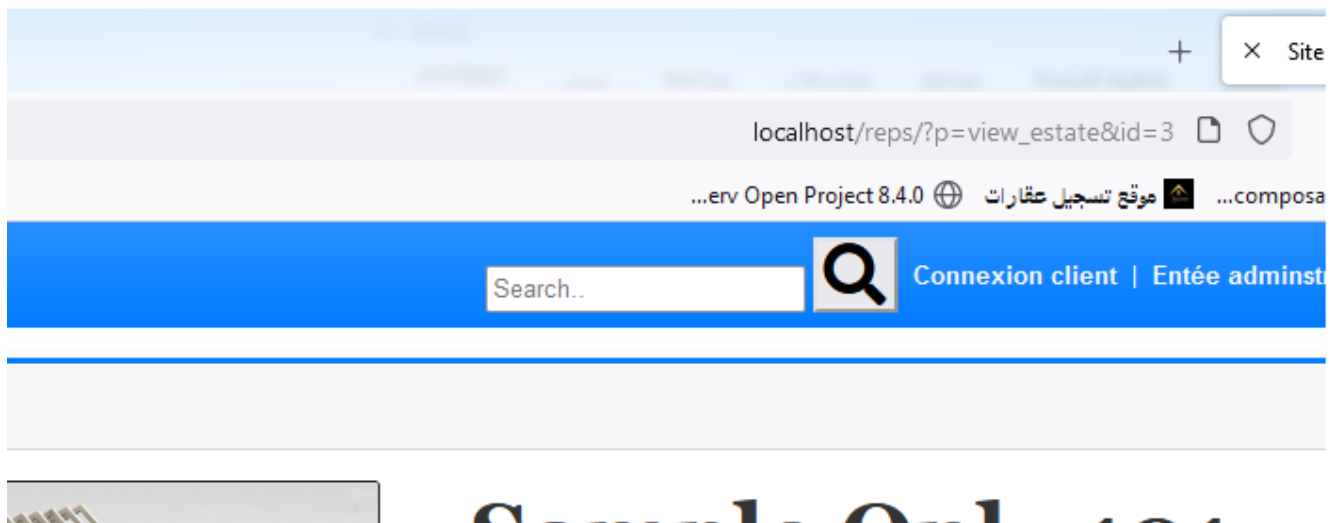 Site
localhost/reps/?p=view_estate&id=3
...composa موقع تسجيل عقارات ...erv Open Project 8.4.0
Search..
Connexion client | Entée adminst